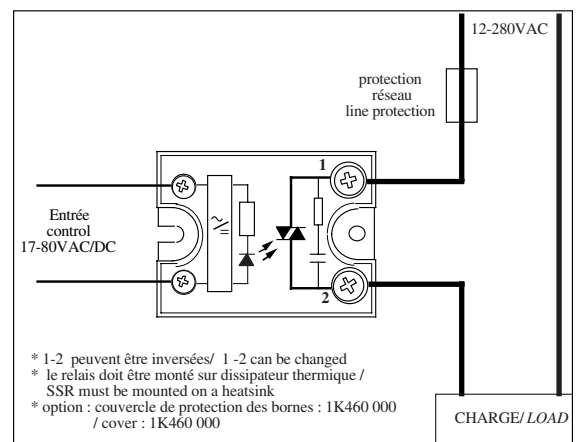 12-280VAC
protection
réseau
line protection
1
Entrée
control
17-80VAC/DC
~/=
2
* 1-2 peuvent être inversées/ 1 -2 can be changed
* le relais doit être monté sur dissipateur thermique /
SSR must be mounted on a heatsink
* option : couvercle de protection des bornes : 1K460 000
/ cover : 1K460 000
CHARGE/ LOAD